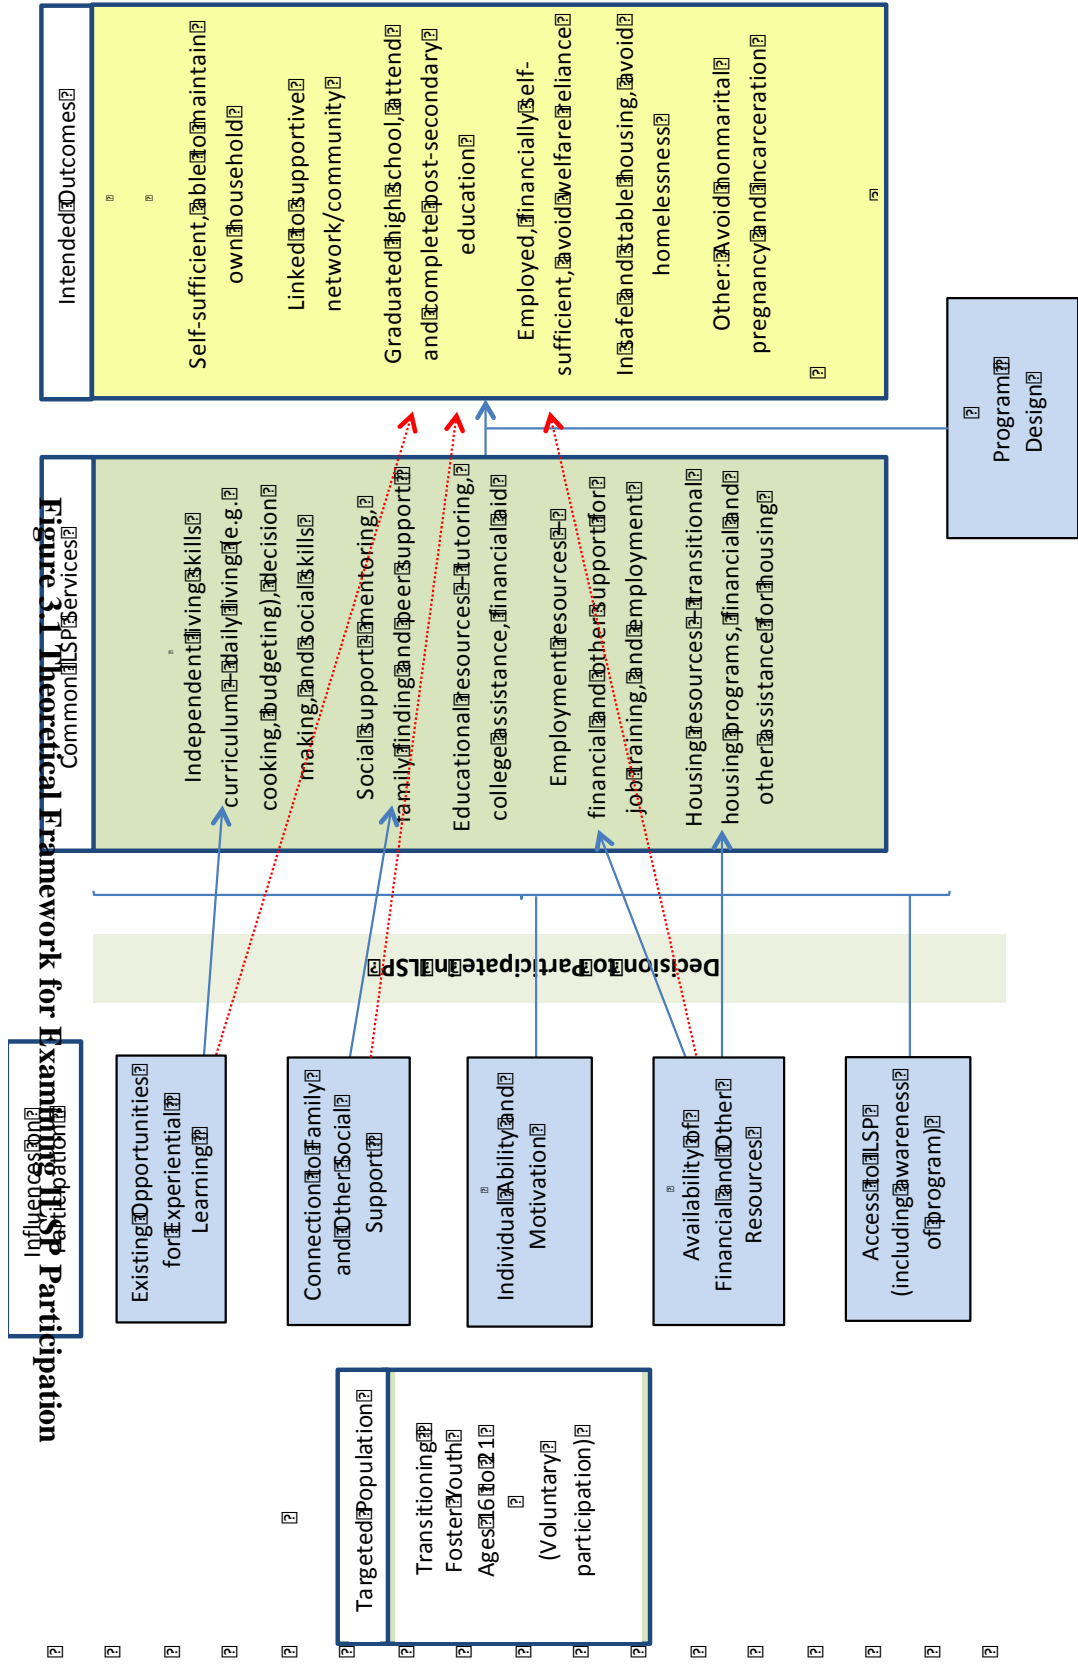 Figure 3.1 Theoretical Framework for Examining ILSP Participation
Targeted Population
Transitioning
Foster Youth
Ages 16 to 21
(Voluntary
participation)
Influences on
Participation
Existing Opportunities
for Experiential
Learning
Connection to Family
and Other Social
Support
Individual Ability and
Motivation
Availability of
Financial and Other
Resources
Access to ILSP
(including awareness
of program)
Decision to Participate in ILSP
Common ILSP Services
Independent living skills
curriculum – daily living (e.g.
cooking, budgeting), decision
making, and social skills
Social support – mentoring,
family finding and peer support
Educational resources – tutoring,
college assistance, financial aid
Employment resources –
financial and other support for
job training, and employment
Housing resources – transitional
housing programs, financial and
other assistance for housing
Intended Outcomes
Self-sufficient, able to maintain
own household
Linked to supportive
network/community
Graduated high school, attend
and complete post-secondary
education
Employed, financially self-
sufficient, avoid welfare reliance
In safe and stable housing, avoid
homelessness
Other: Avoid nonmarital
pregnancy and incarceration
Program
Design